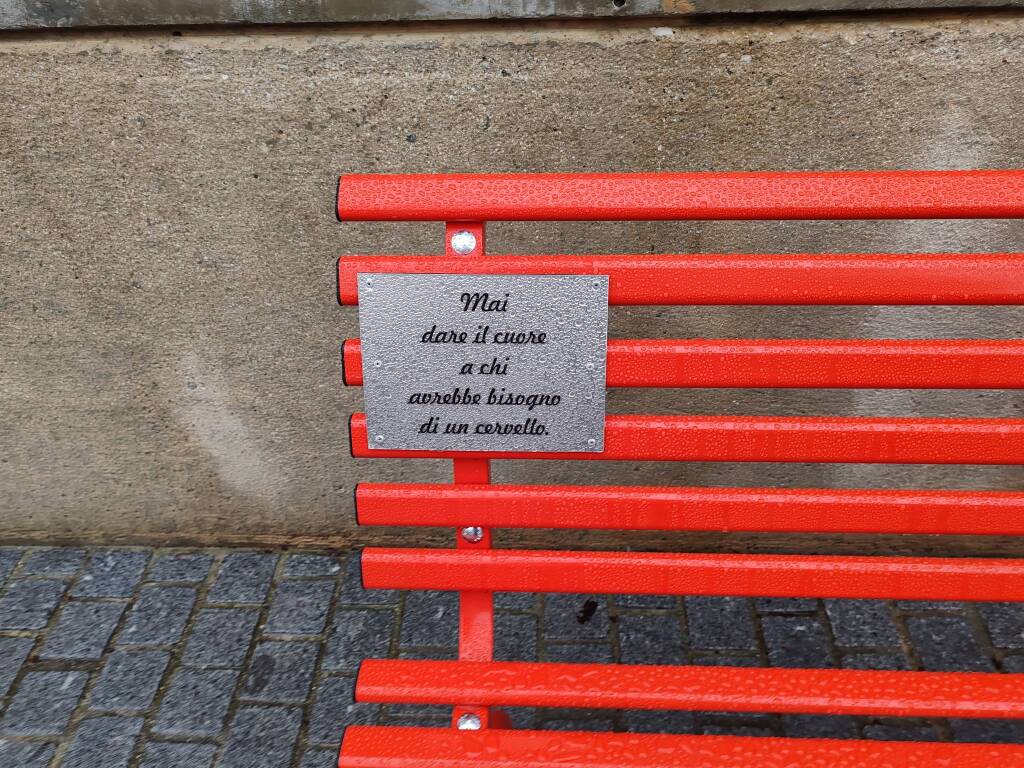 Mai
dare il cuore
a chi
avrebbe bisogno
di un cervello.